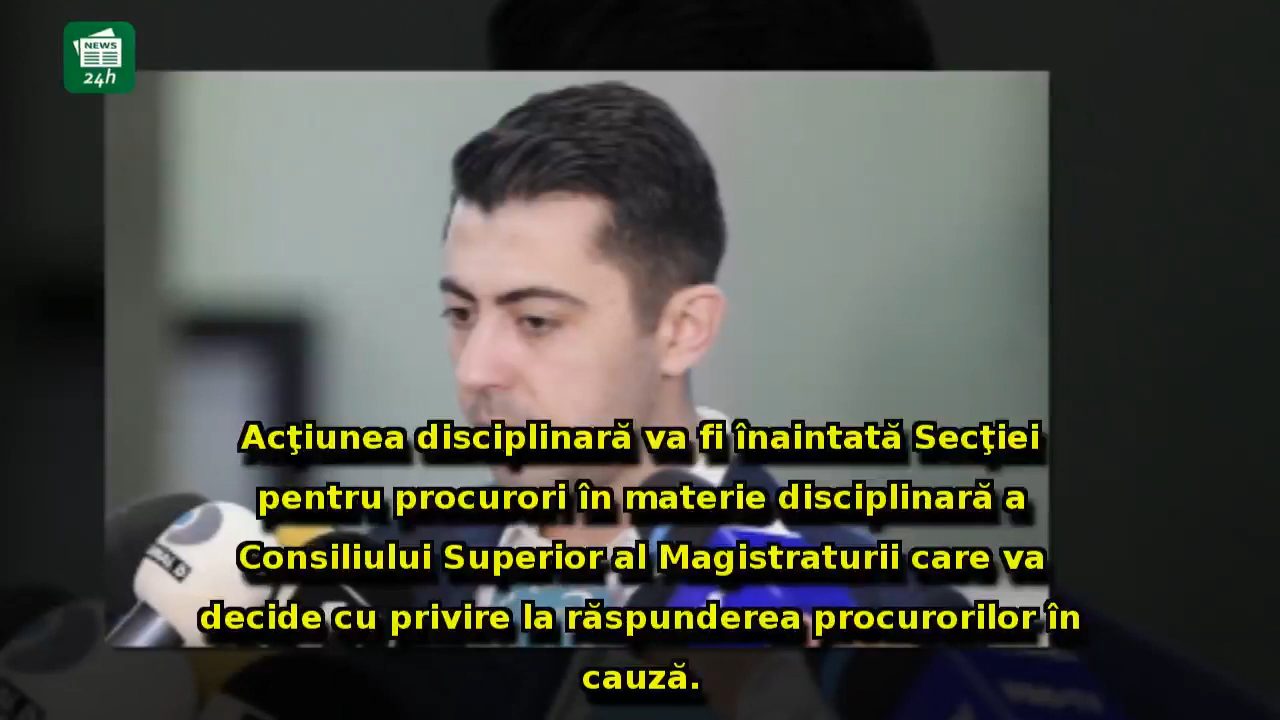 NEWS
24h
Acţiunea disciplinară va fi înaintată Secţiei
pentru procurori în materie disciplinară a
Consiliului Superior al Magistraturii care va
decide cu privire la răspunderea procurorilor în
cauză.